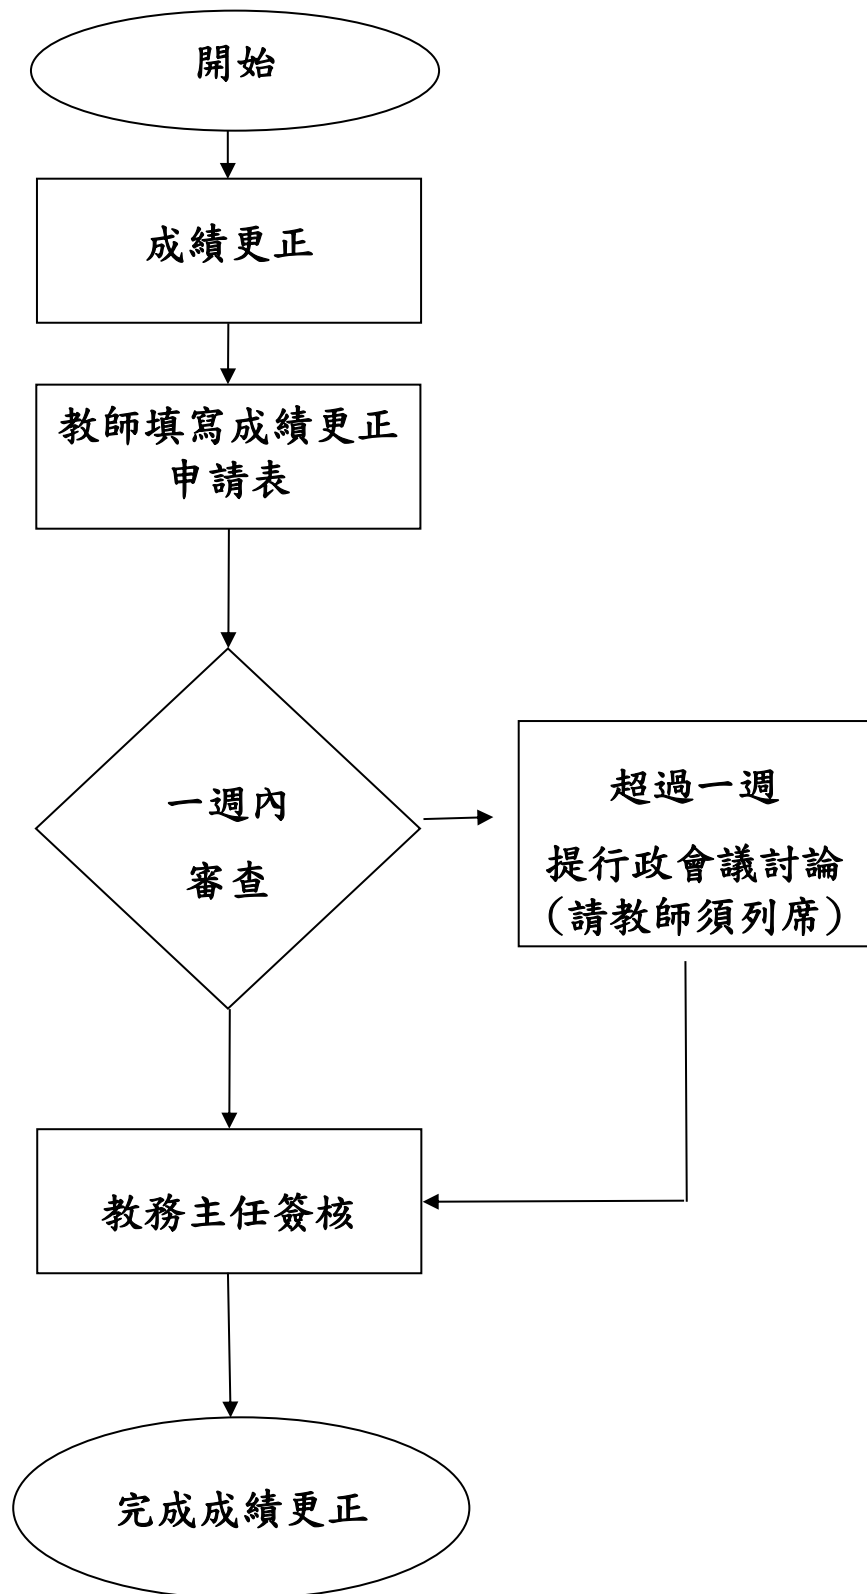 開始
成績更正
教師填寫成績更正
申請表
一週內
審查
超過一週
提行政會議討論
(請教師須列席)
教務主任簽核
完成成績更正